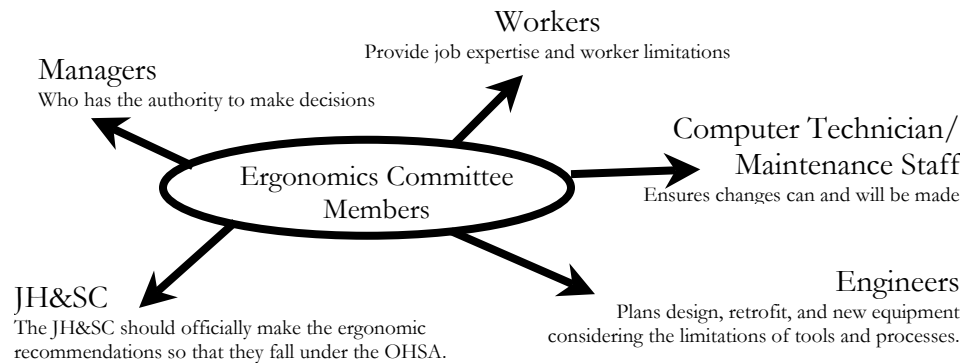 Workers
Provide job expertise and worker limitations
Managers
Who has the authority to make decisions
Computer Technician/
Maintenance Staff
Ensures changes can and will be made
Ergonomics Committee
Members
JH&SC
The JH&SC should officially make the ergonomic
recommendations so that they fall under the OHSA.
Engineers
Plans design, retrofit, and new equipment
considering the limitations of tools and processes.